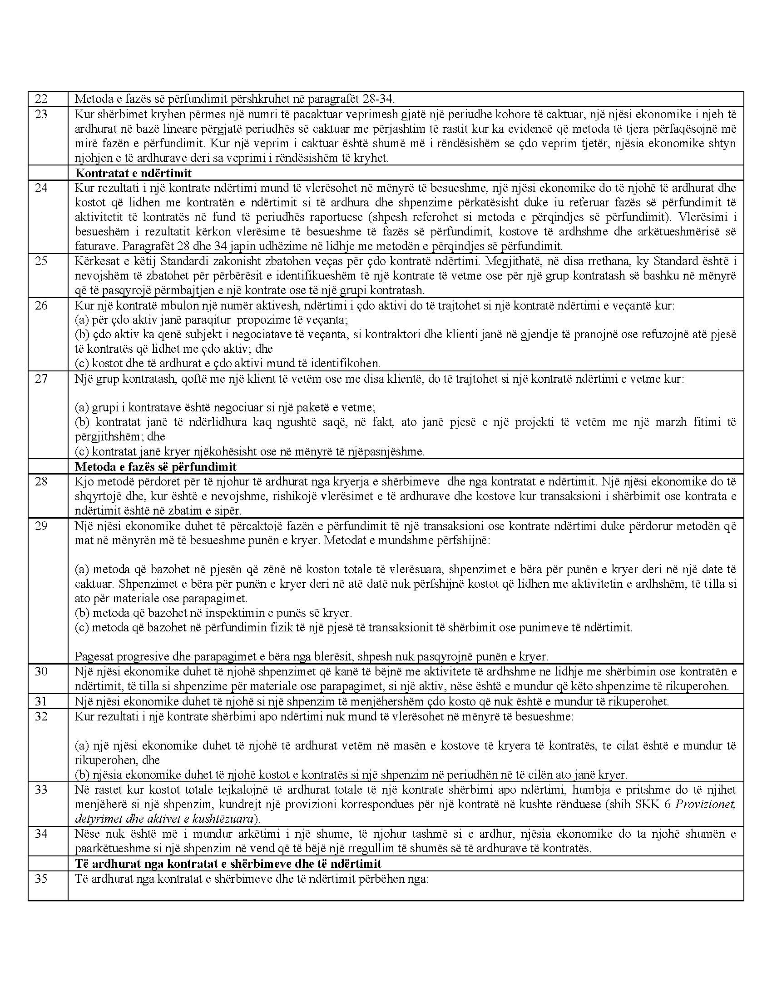 22 Metoda e fazës së përfundimit përshkruhet në paragrafët 28-34.
23 Kur shërbimet kryhen përmes një numri të pacaktuar veprimesh gjatë një periudhe kohore të caktuar, një njësi ekonomike i njeh të
ardhurat në bazë lineare përgjatë periudhës së caktuar me përjashtim të rastit kur ka evidencë që metoda të tjera përfaqësojnë më
mirë fazën e përfundimit. Kur një veprim i caktuar është shumë më i rëndësishëm se çdo veprim tjetër, njësia ekonomike shtyn
njohjen e të ardhurave deri sa veprimi i rëndësishëm të kryhet.
Kontratat e ndërtimit
24 Kur rezultati i një kontrate ndërtimi mund të vlerësohet në mënyrë të besueshme, një njësi ekonomike do të njohë të ardhurat dhe
kostot që lidhen me kontratën e ndërtimit si të ardhura dhe shpenzime përkatësisht duke iu referuar fazës së përfundimit të
aktivitetit të kontratës në fund të periudhës raportuese (shpesh referohet si metoda e përqindjes së përfundimit). Vlerësimi i
besueshëm i rezultatit kërkon vlerësime të besueshme të fazës së përfundimit, kostove të ardhshme dhe arkëtueshmërisë së
faturave. Paragrafët 28 dhe 34 japin udhëzime në lidhje me metodën e përqindjes së përfundimit.
25 Kërkesat e këtij Standardi zakonisht zbatohen veças për çdo kontratë ndërtimi. Megjithatë, në disa rrethana, ky Standard është i
nevojshëm të zbatohet për përbërësit e identifikueshëm të një kontrate të vetme ose për një grup kontratash së bashku në mënyrë
që të pasqyrojë përmbajtjen e një kontrate ose të një grupi kontratash.
26 Kur një kontratë mbulon një numër aktivesh, ndërtimi i çdo aktivi do të trajtohet si një kontratë ndërtimi e veçantë kur:
(a) për çdo aktiv janë paraqitur propozime të veçanta;
(b) çdo aktiv ka qenë subjekt i negociatave të veçanta, si kontraktori dhe klienti janë në gjendje të pranojnë ose refuzojnë atë pjesë
të kontratës që lidhet me çdo aktiv; dhe
(c) kostot dhe të ardhurat e çdo aktivi mund të identifikohen.
27 Një grup kontratash, qoftë me një klient të vetëm ose me disa klientë, do të trajtohet si një kontratë ndërtimi e vetme kur:
(a) grupi i kontratave është negociuar si një paketë e vetme;
(b) kontratat janë të ndërlidhura kaq ngushtë saqë, në fakt, ato janë pjesë e një projekti të vetëm me një marzh fitimi të
përgjithshëm; dhe
(c) kontratat janë kryer njëkohësisht ose në mënyrë të njëpasnjëshme.
Metoda e fazës së përfundimit
28 Kjo metodë përdoret për të njohur të ardhurat nga kryerja e shërbimeve dhe nga kontratat e ndërtimit. Një njësi ekonomike do të
shqyrtojë dhe, kur është e nevojshme, rishikojë vlerësimet e të ardhurave dhe kostove kur transaksioni i shërbimit ose kontrata e
ndërtimit është në zbatim e sipër.
29 Një njësi ekonomike duhet të përcaktojë fazën e përfundimit të një transaksioni ose kontrate ndërtimi duke përdorur metodën që
mat në mënyrën më të besueshme punën e kryer. Metodat e mundshme përfshijnë:
(a) metoda që bazohet në pjesën që zënë në koston totale të vlerësuara, shpenzimet e bëra për punën e kryer deri në një date të
caktuar. Shpenzimet e bëra për punën e kryer deri në atë datë nuk përfshijnë kostot që lidhen me aktivitetin e ardhshëm, të tilla si
ato për materiale ose parapagimet.
(b) metoda që bazohet në inspektimin e punës së kryer.
(c) metoda që bazohet në përfundimin fizik të një pjesë të transaksionit të shërbimit ose punimeve të ndërtimit.
Pagesat progresive dhe parapagimet e bëra nga blerësit, shpesh nuk pasqyrojnë punën e kryer.
30 Një njësi ekonomike duhet të njohë shpenzimet që kanë të bëjnë me aktivitete të ardhshme ne lidhje me shërbimin ose kontratën e
ndërtimit, të tilla si shpenzime për materiale ose parapagimet, si një aktiv, nëse është e mundur që këto shpenzime të rikuperohen.
31 Një njësi ekonomike duhet të njohë si një shpenzim të menjëhershëm çdo kosto që nuk është e mundur të rikuperohet.
32 Kur rezultati i një kontrate shërbimi apo ndërtimi nuk mund të vlerësohet në mënyrë të besueshme:
(a) një njësi ekonomike duhet të njohë të ardhurat vetëm në masën e kostove të kryera të kontratës, te cilat është e mundur të
rikuperohen, dhe
(b) njësia ekonomike duhet të njohë kostot e kontratës si një shpenzim në periudhën në të cilën ato janë kryer.
33 Në rastet kur kostot totale tejkalojnë të ardhurat totale të një kontrate shërbimi apo ndërtimi, humbja e pritshme do të njihet
menjëherë si një shpenzim, kundrejt një provizioni korrespondues për një kontratë në kushte rënduese (shih SKK 6 Provizionet,
detyrimet dhe aktivet e kushtëzuara).
34 Nëse nuk është më i mundur arkëtimi i një shume, të njohur tashmë si e ardhur, njësia ekonomike do ta njohë shumën e
paarkëtueshme si një shpenzim në vend që të bëjë një rregullim të shumës së të ardhurave të kontratës.
Të ardhurat nga kontratat e shërbimeve dhe të ndërtimit
35 Të ardhurat nga kontratat e shërbimeve dhe të ndërtimit përbëhen nga: